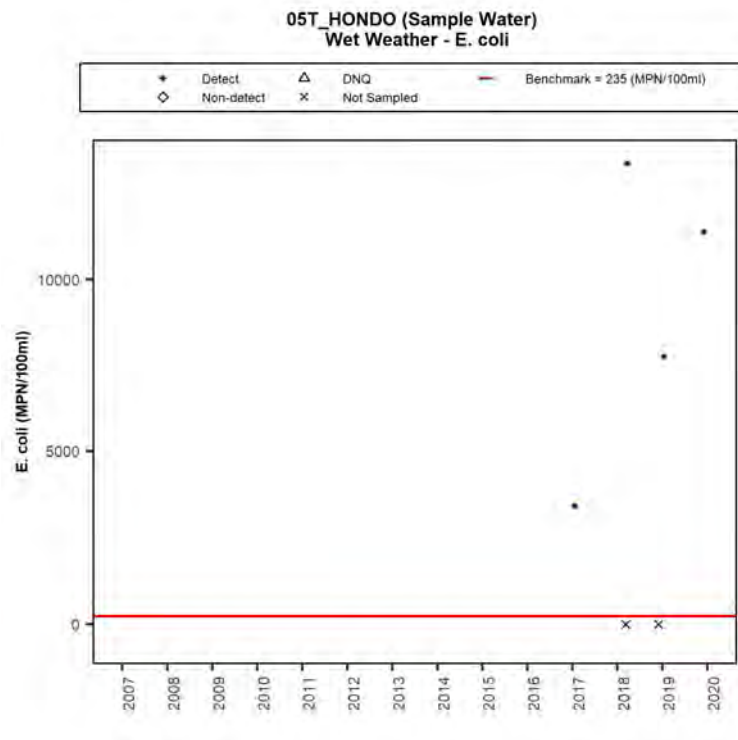 05T_HONDO (Sample Water)
Wet Weather - E. coli
Detect
DNQ
Benchmark = 235 (MPN/100ml)
Non-detect
Not Sampled
E. coli (MPN/100ml)
10000
5000
0
2007
2008
2009
2010
2011
2012
2013
2014
2015
2016
2017
2018
2019
2020